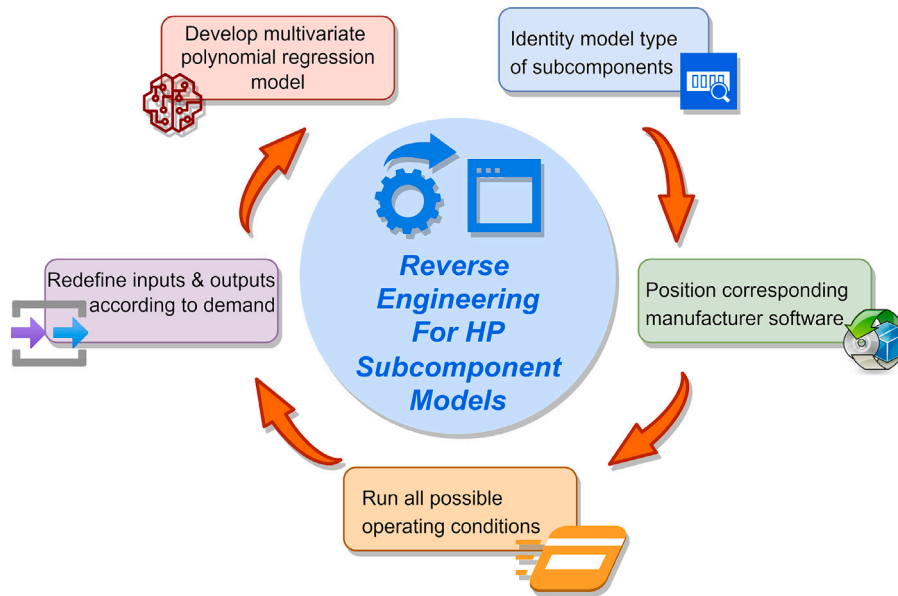 Develop multivariate
polynomial regression
model
Identity model type
of subcomponents
Reverse
Engineering
For HP
Subcomponent
Models
Redefine inputs & outputs
according to demand
Position corresponding
manufacturer software
Run all possible
operating conditions